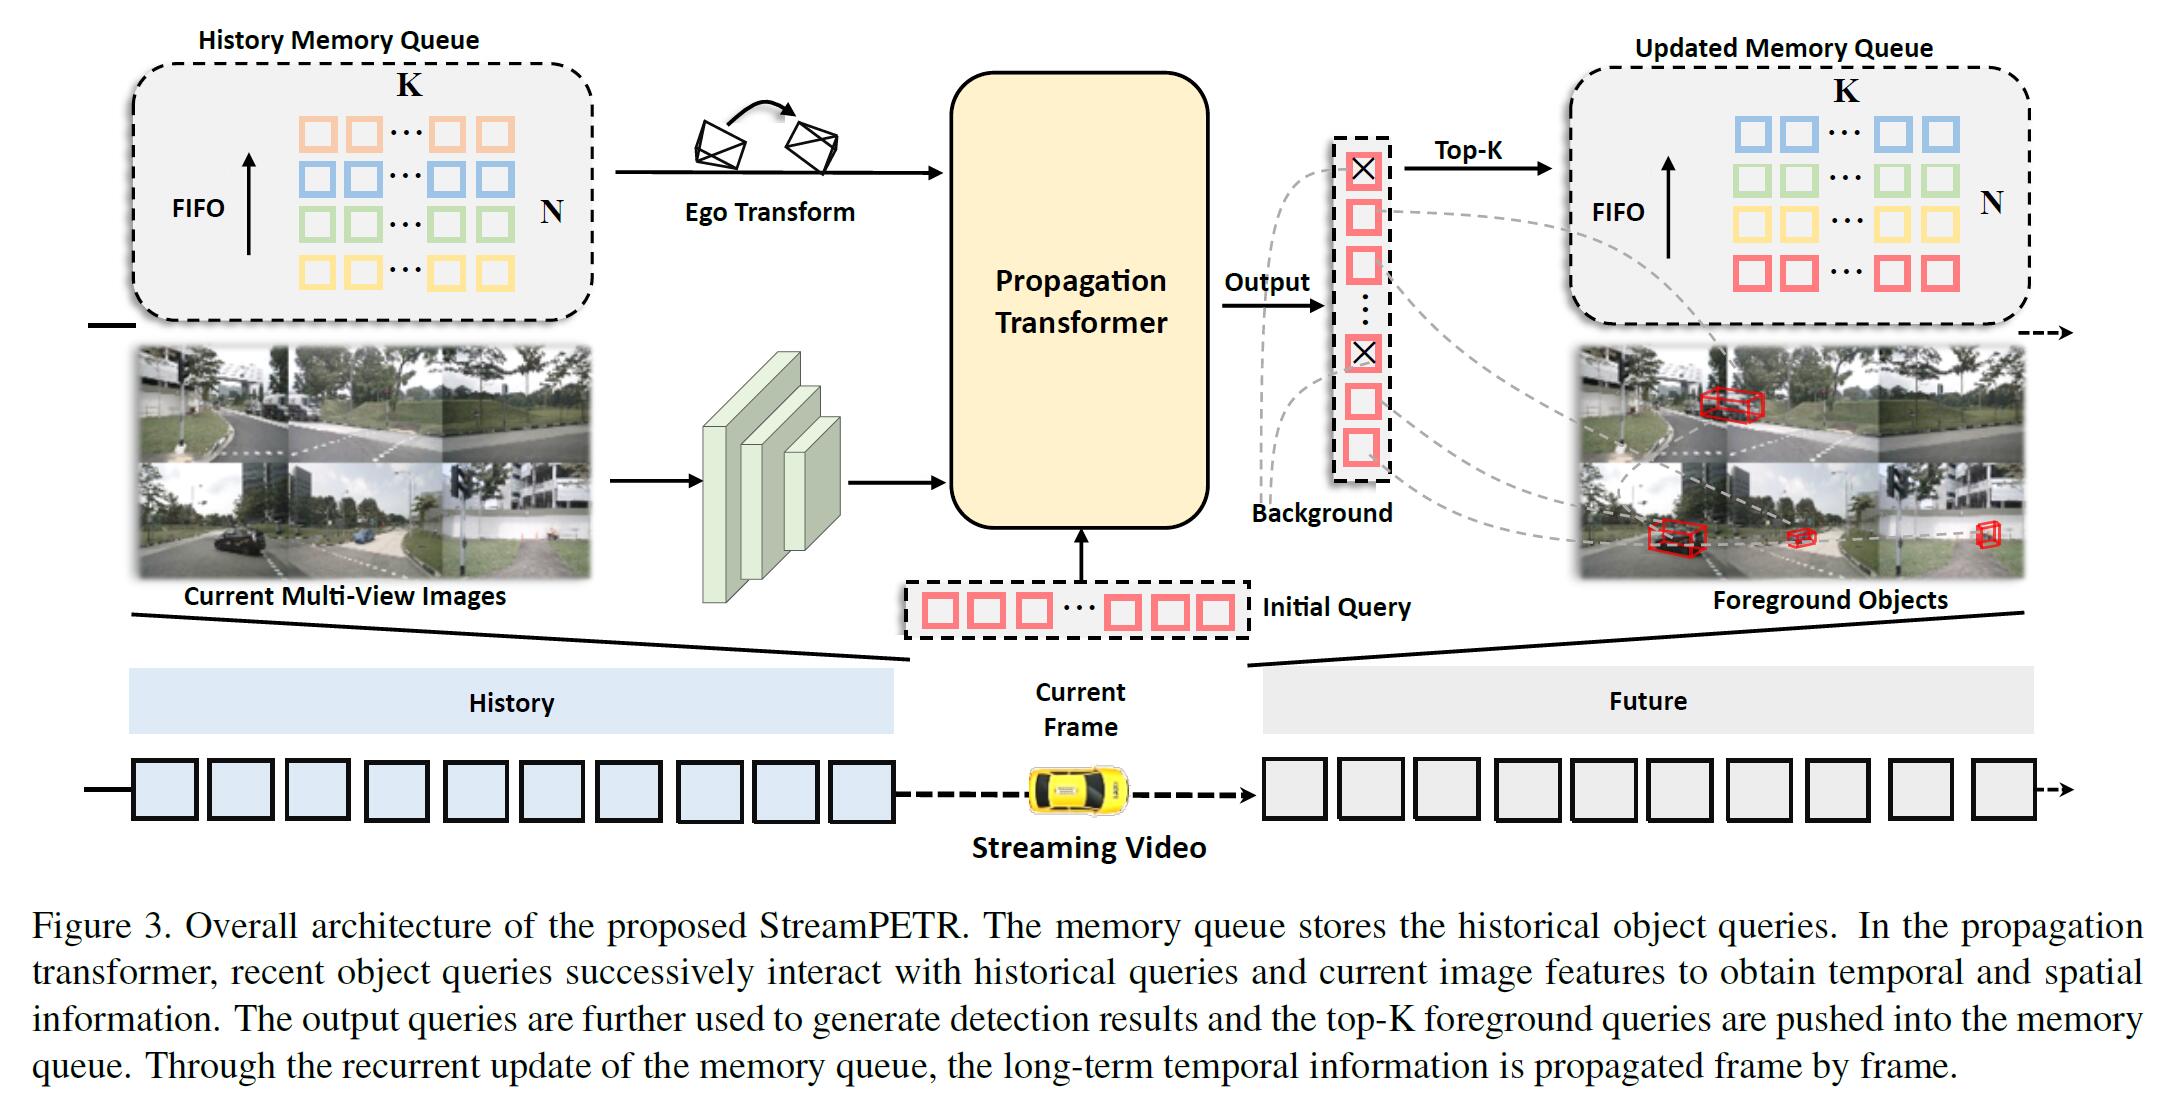 History Memory Queue
K
FIFO
N
Ego Transform
Propagation
Transformer
Output
Top-K
Updated Memory Queue
K
FIFO
N
Background
Current Multi-View Images
Initial Query
Foreground Objects
History
Current
Frame
Future
Streaming Video
Figure 3. Overall architecture of the proposed StreamPETR. The memory queue stores the historical object queries. In the propagation
transformer, recent object queries successively interact with historical queries and current image features to obtain temporal and spatial
information. The output queries are further used to generate detection results and the top-K foreground queries are pushed into the memory
queue. Through the recurrent update of the memory queue, the long-term temporal information is propagated frame by frame.